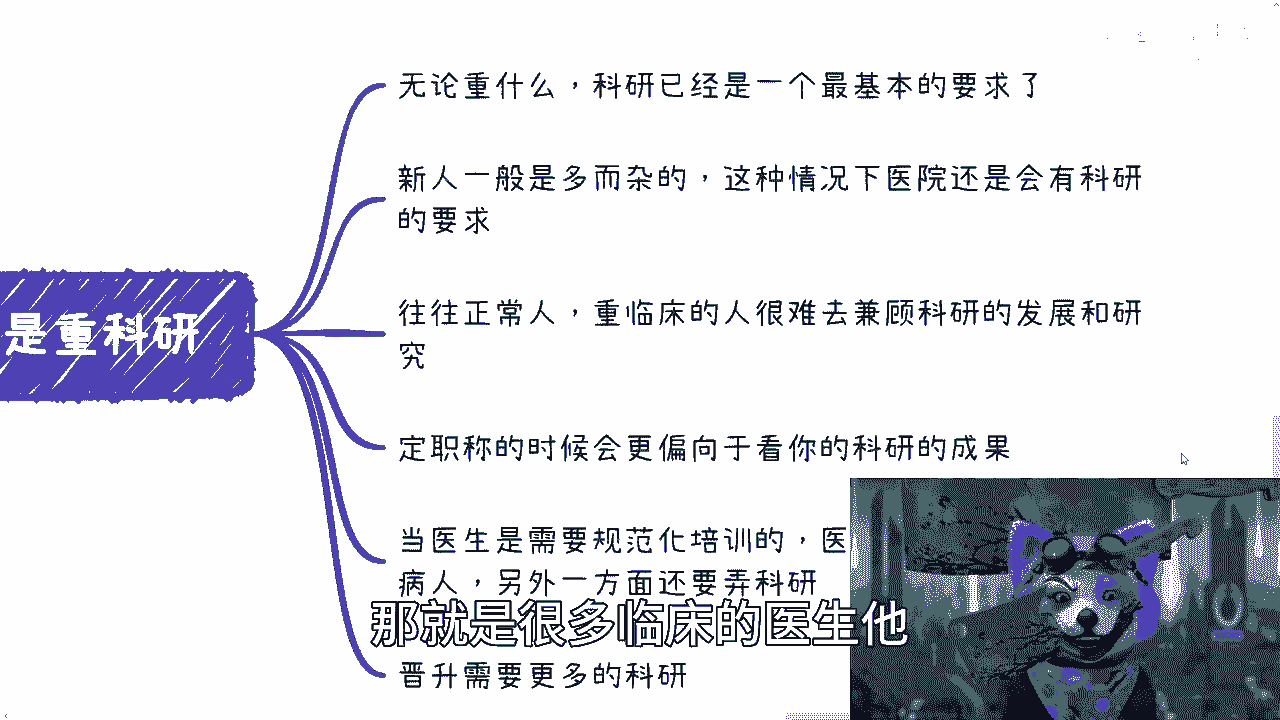 是重科研
无论重什么，科研已经是一个最基本的要求了
新人一般是多而杂的，这种情况下医院还是会有科研
的要求
往往正常人，重临床的人很难去兼顾科研的发展和研
究
定职称的时候会更偏向于看你的科研的成果
当医生是需要规范化培训的，医
病人，另外一方面还要弄科研
那就是很多临床的医生他
晋升需要更多的科研